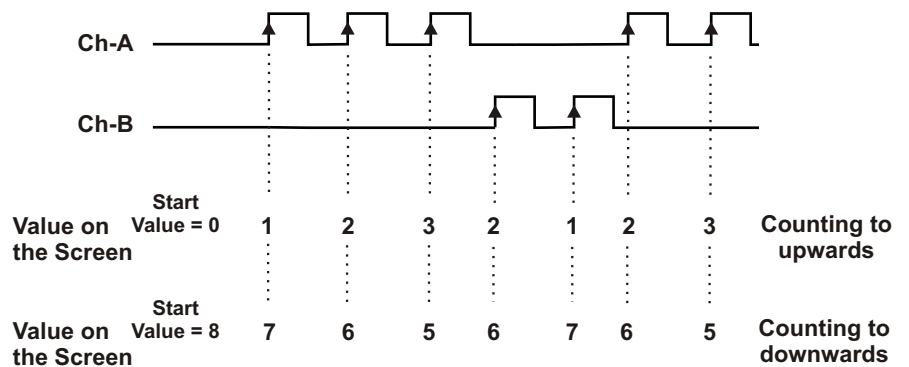 Ch-A
Ch-B
Value on the Screen Start Value = 0 1 2 3 2 1 2 3 Counting to upwards
Value on the Screen Start Value = 8 7 6 5 6 7 6 5 Counting to downwards